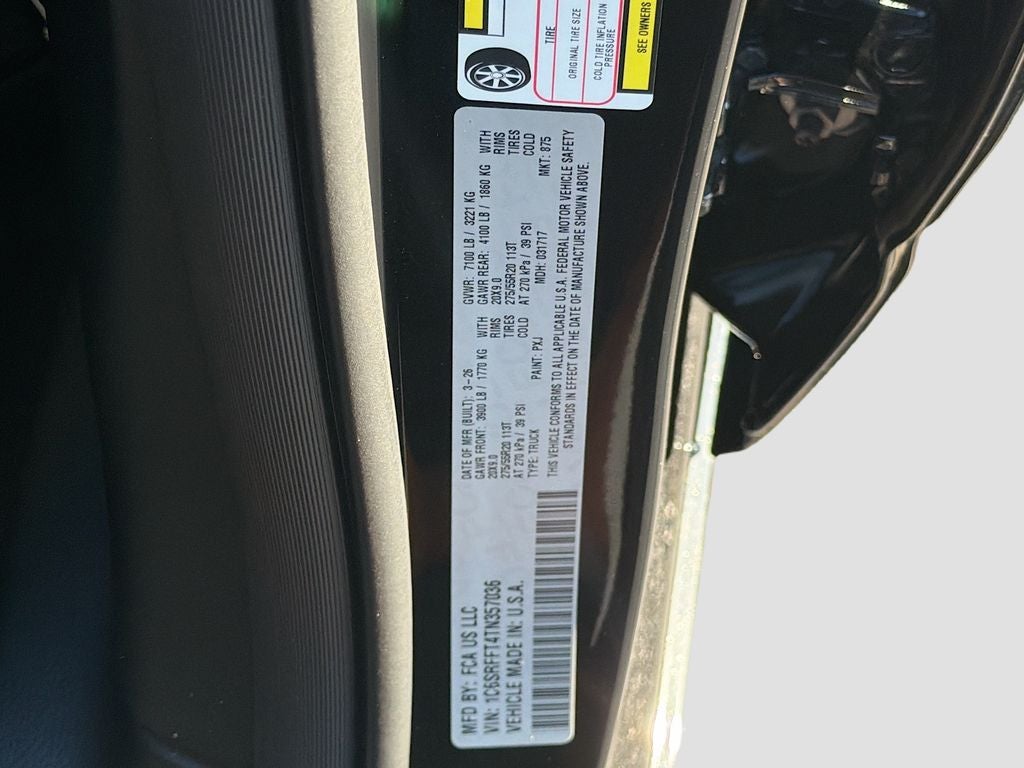 MFD BY: FCA US LLC
VIN: 1C6SRFFT4TN357036
VEHICLE MADE IN: U.S.A.
DATE OF MFR (BUILT): 3-26 GVWR: 7100 LB / 3221 KG
GAWR FRONT: 3900 LB / 1770 KG WITH GAWR REAR: 4100 LB / 1860 KG WITH
20X9.0 RIMS 20X9.0 RIMS
275/55R20 113T TIRES 275/55R20 113T TIRES
AT 270 kPa / 39 PSI COLD AT 270 kPa / 39 PSI COLD
TYPE: TRUCK PAINT: PXJ MDH: 031717 MKT: 875
THIS VEHICLE CONFORMS TO ALL APPLICABLE U.S.A. FEDERAL MOTOR VEHICLE SAFETY
STANDARDS IN EFFECT ON THE DATE OF MANUFACTURE SHOWN ABOVE.
TIRE
ORIGINAL TIRE SIZE
COLD TIRE INFLATION
PRESSURE
SEE OWNERS